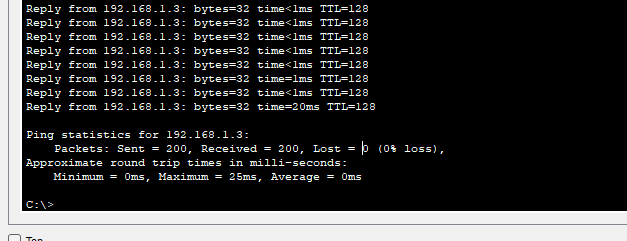 Reply from 192.168.1.3: bytes=32 time<1ms TTL=128
Reply from 192.168.1.3: bytes=32 time<1ms TTL=128
Reply from 192.168.1.3: bytes=32 time<1ms TTL=128
Reply from 192.168.1.3: bytes=32 time<1ms TTL=128
Reply from 192.168.1.3: bytes=32 time<1ms TTL=128
Reply from 192.168.1.3: bytes=32 time=1ms TTL=128
Reply from 192.168.1.3: bytes=32 time<1ms TTL=128
Reply from 192.168.1.3: bytes=32 time=20ms TTL=128
Ping statistics for 192.168.1.3:
Packets: Sent = 200, Received = 200, Lost = 0 (0% loss),
Approximate round trip times in milli-seconds:
Minimum = 0ms, Maximum = 25ms, Average = 0ms
C:\>
Top